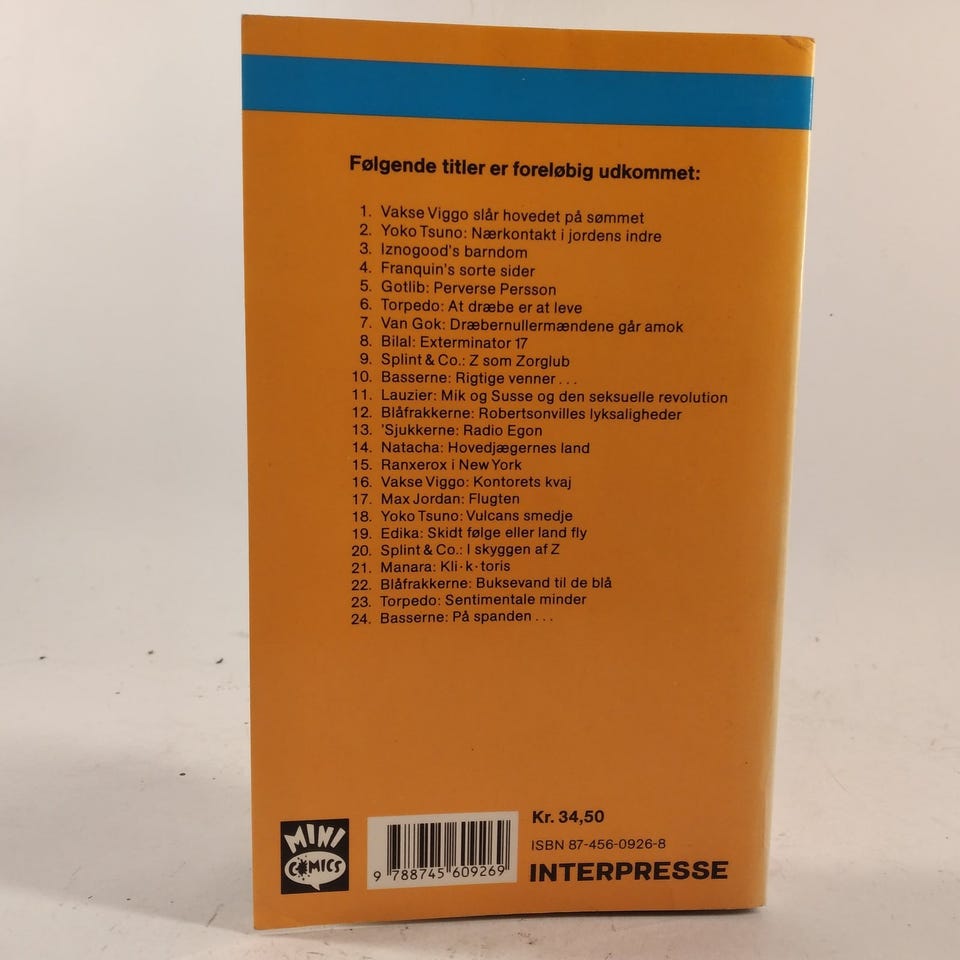 Følgende titler er foreløbig udkommet:
1. Vakse Viggo slår hovedet på sømmet
2. Yoko Tsuno: Nærkontakt i jordens indre
3. Iznogood's barndom
4. Franquin's sorte sider
5. Gotlib: Perverse Persson
6. Torpedo: At dræbe er at leve
7. Van Gok: Dræbernullermændene går amok
8. Bilal: Exterminator 17
9. Splint & Co.: Z som Zorglub
10. Basserne: Rigtige venner...
11. Lauzier: Mik og Susse og den seksuelle revolution
12. Blåfrakkerne: Robertsonvilles lyksaligheder
13. 'Sjukkerne: Radio Egon
14. Natacha: Hovedjægernes land
15. Ranxerox i New York
16. Vakse Viggo: Kontorets kvaj
17. Max Jordan: Flugten
18. Yoko Tsuno: Vulcans smedje
19. Edika: Skidt følge eller land fly
20. Splint & Co.: I skyggen af Z
21. Manara: Kli·k·toris
22. Blåfrakkerne: Buksevand til de blå
23. Torpedo: Sentimentale minder
24. Basserne: På spanden...
MINI
COMICS
9 788745 609269
Kr. 34,50
ISBN 87-456-0926-8
INTERPRESSE